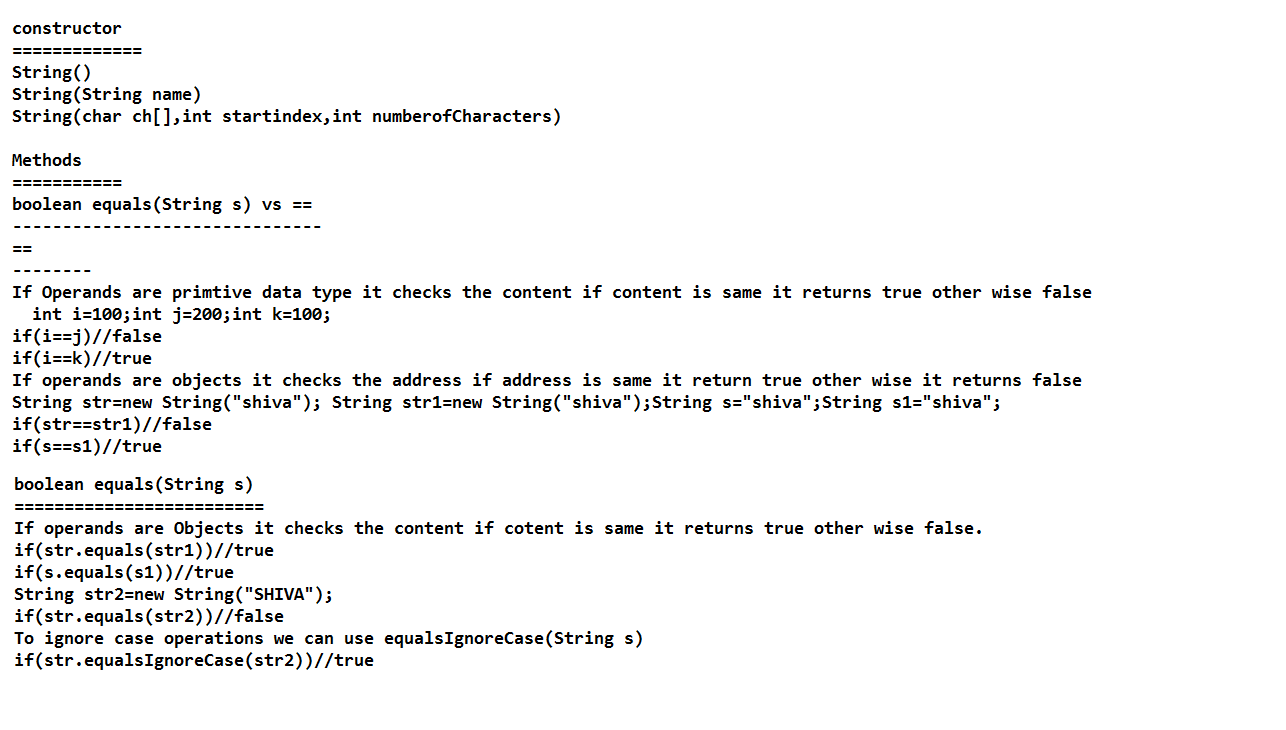 constructor
=============
String()
String(String name)
String(char ch[],int startindex,int numberofCharacters)
Methods
===========
boolean equals(String s) vs ==
-------------------------------
==
--------
If Operands are primtive data type it checks the content if content is same it returns true other wise false
int i=100;int j=200;int k=100;
if(i==j)//false
if(i==k)//true
If operands are objects it checks the address if address is same it return true other wise it returns false
String str=new String("shiva"); String str1=new String("shiva");String s="shiva";String s1="shiva";
if(str==str1)//false
if(s==s1)//true
boolean equals(String s)
=========================
If operands are Objects it checks the content if cotent is same it returns true other wise false.
if(str.equals(str1))//true
if(s.equals(s1))//true
String str2=new String("SHIVA");
if(str.equals(str2))//false
To ignore case operations we can use equalsIgnoreCase(String s)
if(str.equalsIgnoreCase(str2))//true